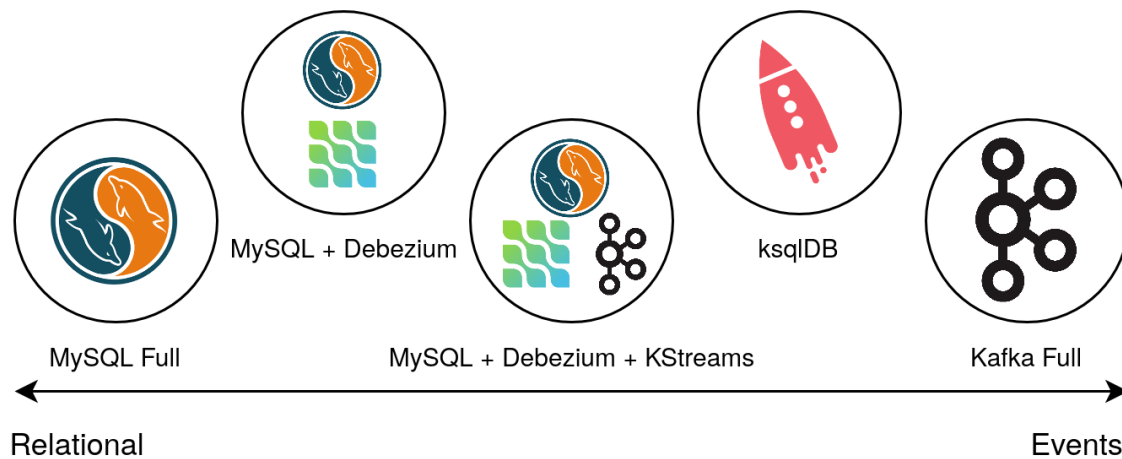 MySQL + Debezium
ksqlDB
MySQL Full
MySQL + Debezium + KStreams
Kafka Full
Relational
Events